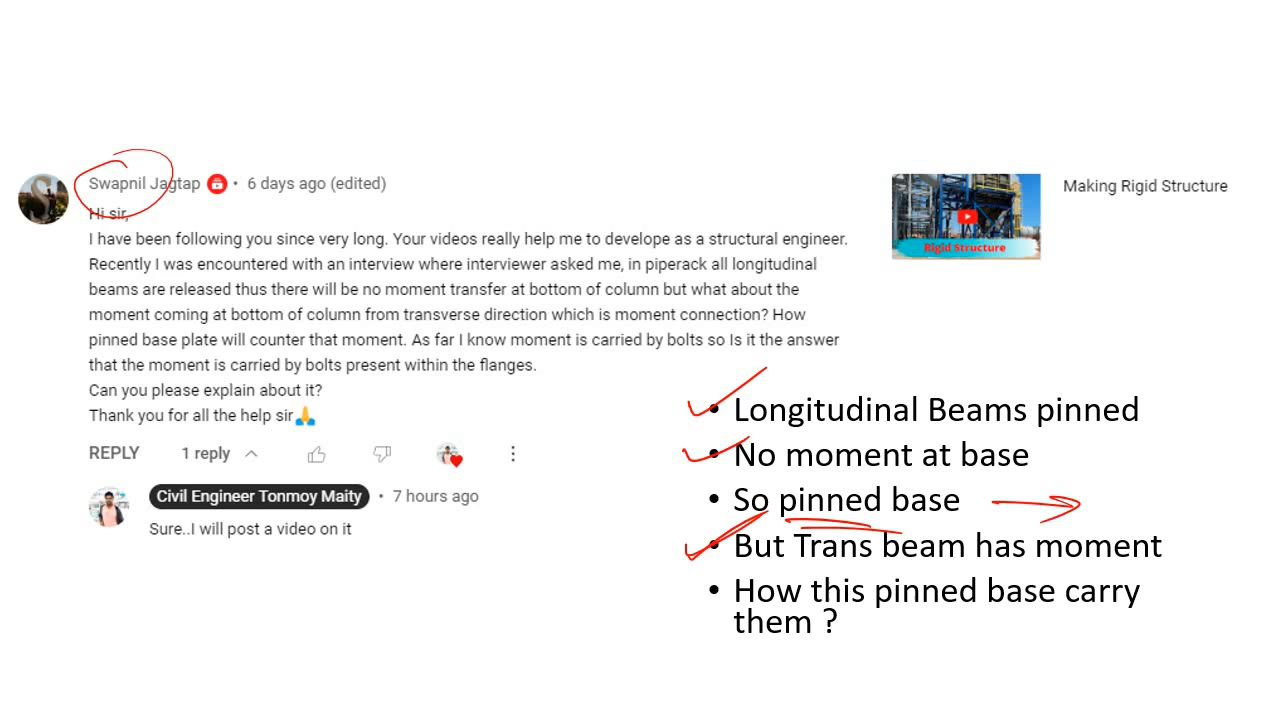 Swapnil Jagtap • 6 days ago (edited)
Hi sir,
I have been following you since very long. Your videos really help me to develope as a structural engineer.
Recently I was encountered with an interview where interviewer asked me, in piperack all longitudinal
beams are released thus there will be no moment transfer at bottom of column but what about the
moment coming at bottom of column from transverse direction which is moment connection? How
pinned base plate will counter that moment. As far I know moment is carried by bolts so Is it the answer
that the moment is carried by bolts present within the flanges.
Can you please explain about it?
Thank you for all the help sir🙏
REPLY 1 reply
Civil Engineer Tonmoy Maity • 7 hours ago
Sure..I will post a video on it
Rigid Structure
Making Rigid Structure
• Longitudinal Beams pinned
• No moment at base
• So pinned base
• But Trans beam has moment
• How this pinned base carry
them ?